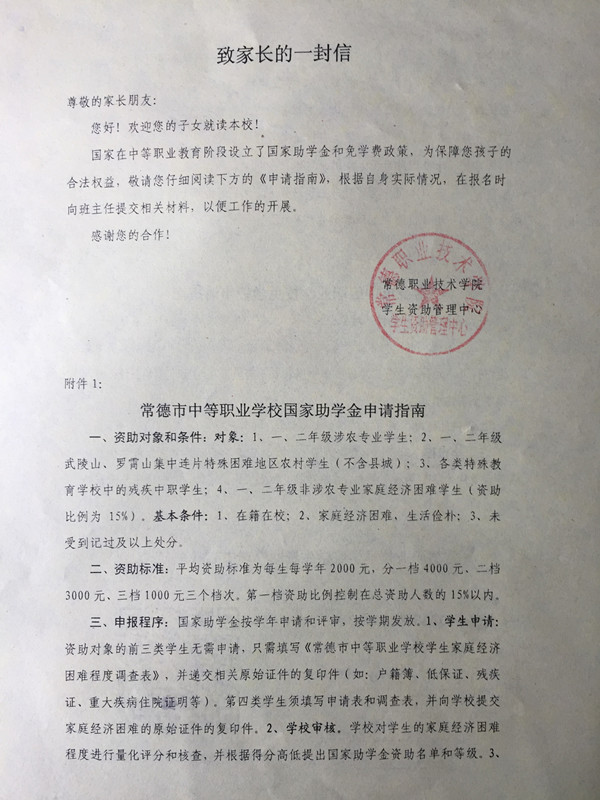 致家长的一封信
尊敬的家长朋友：
您好！欢迎您的子女就读本校！
国家在中等职业教育阶段设立了国家助学金和免学费政策，为保障您孩子的
合法权益，敬请您仔细阅读下方的《申请指南》，根据自身实际情况，在报名时
向班主任提交相关材料，以便工作的开展。
感谢您的合作！
常德职业技术学院
常德职业技术学院
学生资助管理中心
学生资助管理中心
附件1：
常德市中等职业学校国家助学金申请指南
一、资助对象和条件：对象：1、一、二年级涉农专业学生；2、一、二年级
武陵山、罗霄山集中连片特殊困难地区农村学生（不含县城）；3、各类特殊教
育学校中的残疾中职学生；4、一、二年级非涉农专业家庭经济困难学生（资助
比例为 15%）。基本条件：1、在籍在校；2、家庭经济困难，生活俭朴；3、未
受到记过及以上处分。
二、资助标准：平均资助标准为每生每学年2000元，分一档4000元、二档
3000元、三档1000元三个档次。第一档资助比例控制在总资助人数的15%以内。
三、申报程序：国家助学金按学年申请和评审，按学期发放。1、学生申请：
资助对象的前三类学生无需申请，只需填写《常德市中等职业学校学生家庭经济
困难程度调查表》，并递交相关原始证件的复印件（如：户籍簿、低保证、残疾
证、重大疾病住院证明等）。第四类学生须填写申请表和调查表，并向学校提交
家庭经济困难的原始证件的复印件。2、学校审核。学校对学生的家庭经济困难
程度进行量化评分和核查，并根据得分高低提出国家助学金资助名单和等级。3、